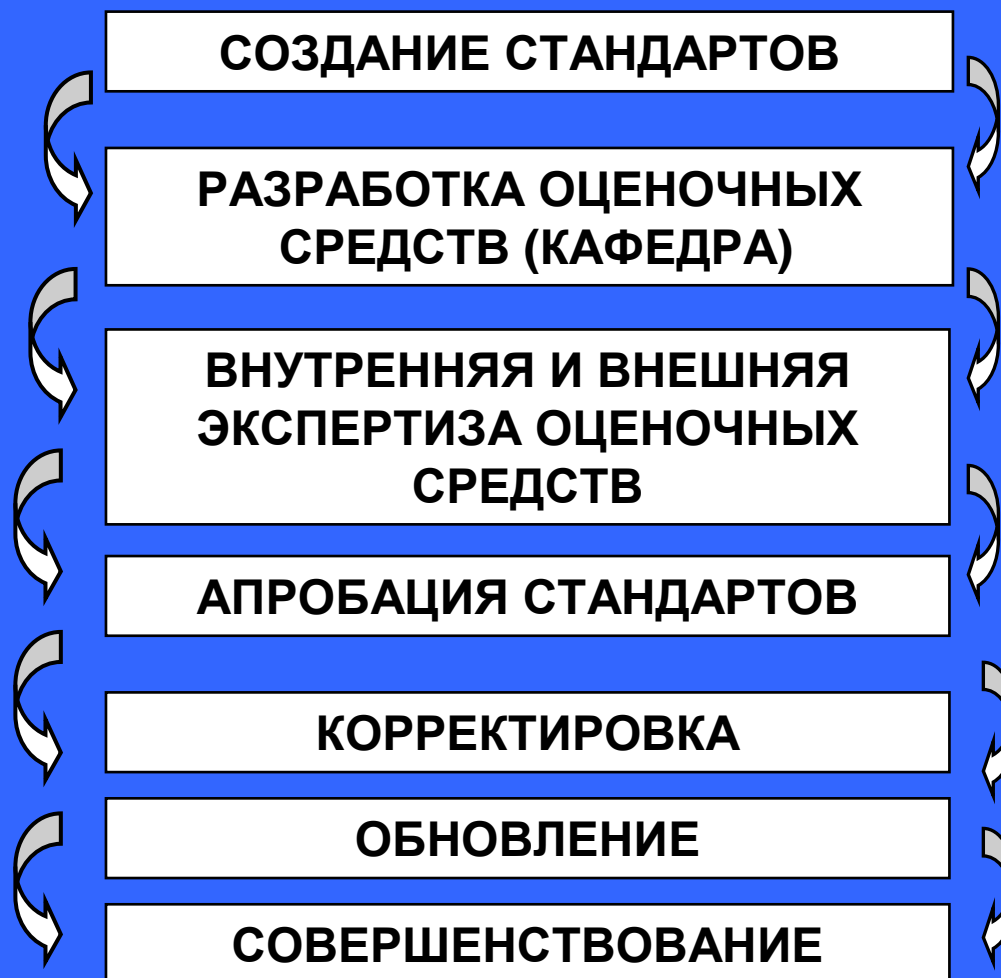 СОЗДАНИЕ СТАНДАРТОВ
РАЗРАБОТКА ОЦЕНОЧНЫХ
СРЕДСТВ (КАФЕДРА)
ВНУТРЕННЯЯ И ВНЕШНЯЯ
ЭКСПЕРТИЗА ОЦЕНОЧНЫХ
СРЕДСТВ
АПРОБАЦИЯ СТАНДАРТОВ
КОРРЕКТИРОВКА
ОБНОВЛЕНИЕ
СОВЕРШЕНСТВОВАНИЕ